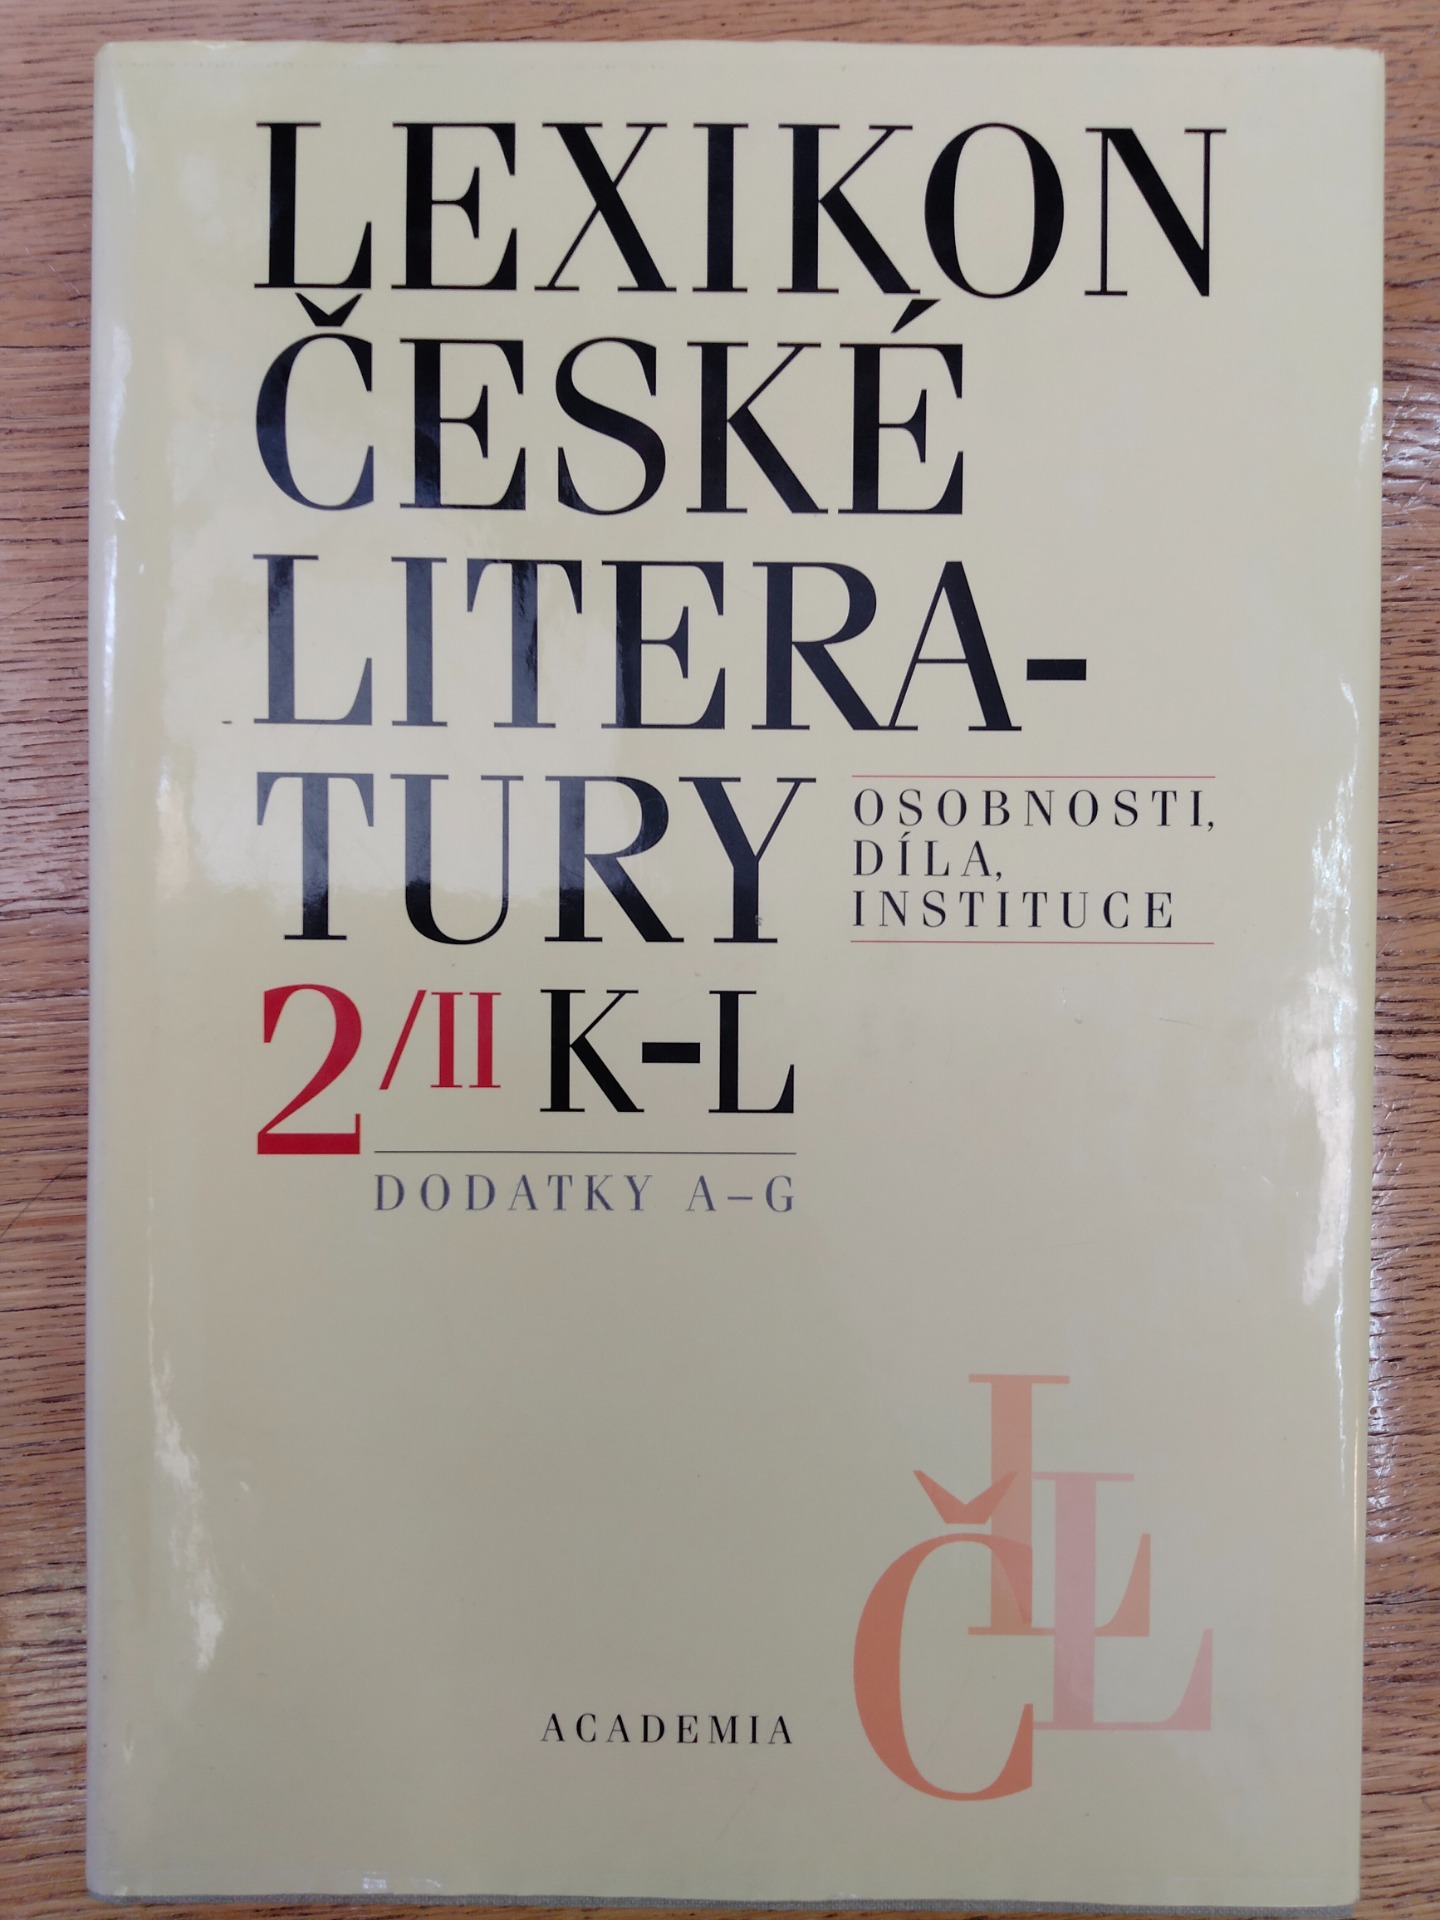 LEXIKON
ČESKÉ
LITERA-
TURY
OSOBNOSTI,
DÍLA,
INSTITUCE
2/II K–L
DODATKY A–G
LČL
ACADEMIA